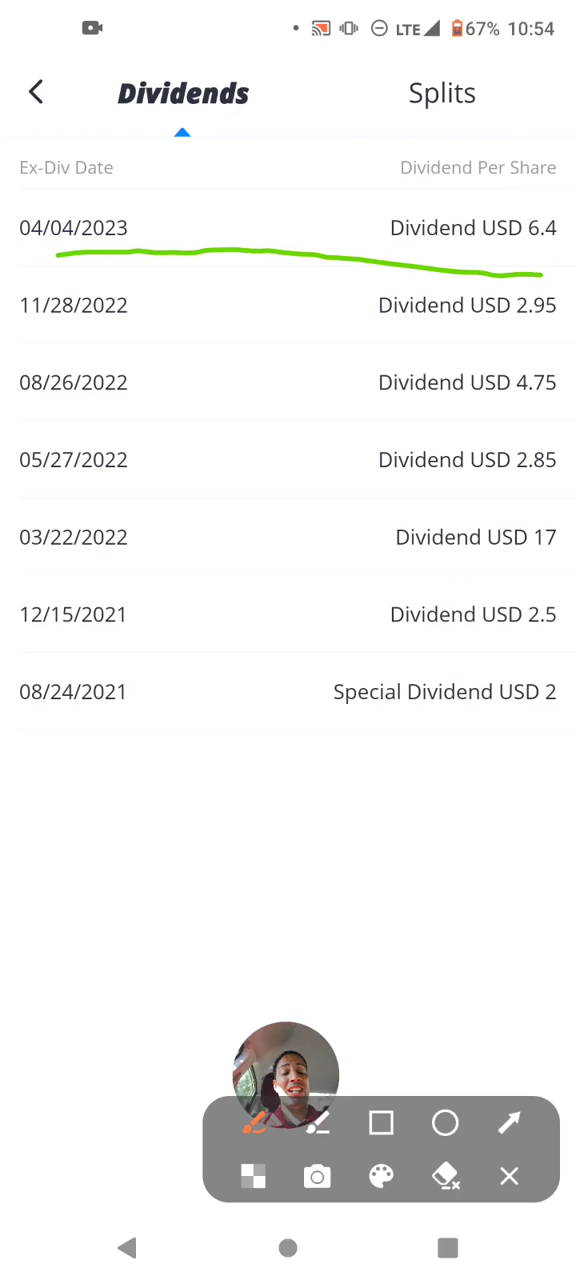 LTE 67% 10:54
Dividends Splits
Ex-Div Date Dividend Per Share
04/04/2023 Dividend USD 6.4
11/28/2022 Dividend USD 2.95
08/26/2022 Dividend USD 4.75
05/27/2022 Dividend USD 2.85
03/22/2022 Dividend USD 17
12/15/2021 Dividend USD 2.5
08/24/2021 Special Dividend USD 2